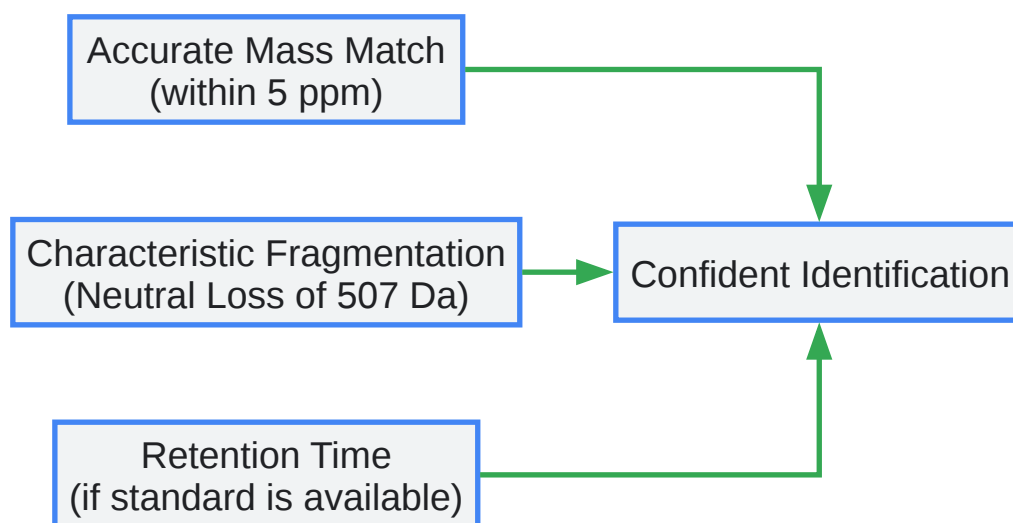 Accurate Mass Match
(within 5 ppm)
Characteristic Fragmentation
(Neutral Loss of 507 Da)
Confident Identification
Retention Time
(if standard is available)